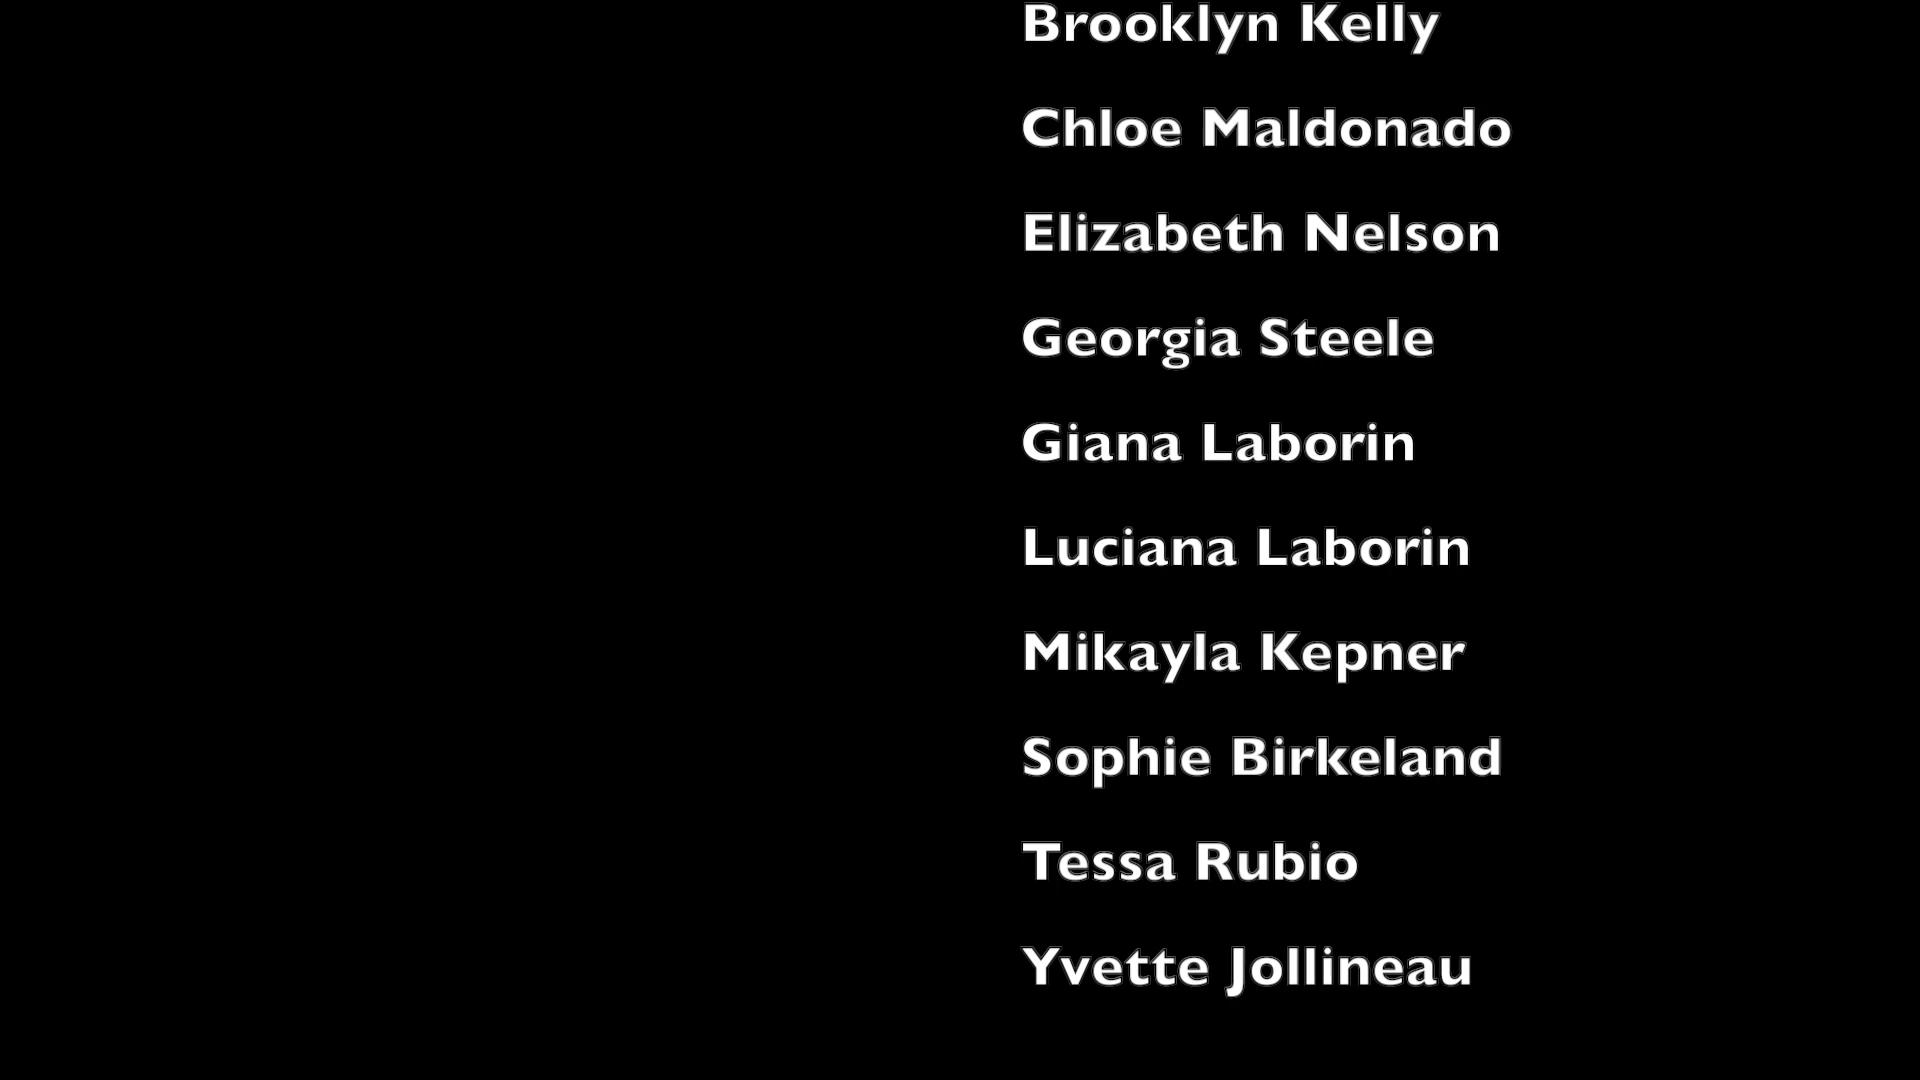 Brooklyn Kelly
Chloe Maldonado
Elizabeth Nelson
Georgia Steele
Giana Laborin
Luciana Laborin
Mikayla Kepner
Sophie Birkeland
Tessa Rubio
Yvette Jollineau